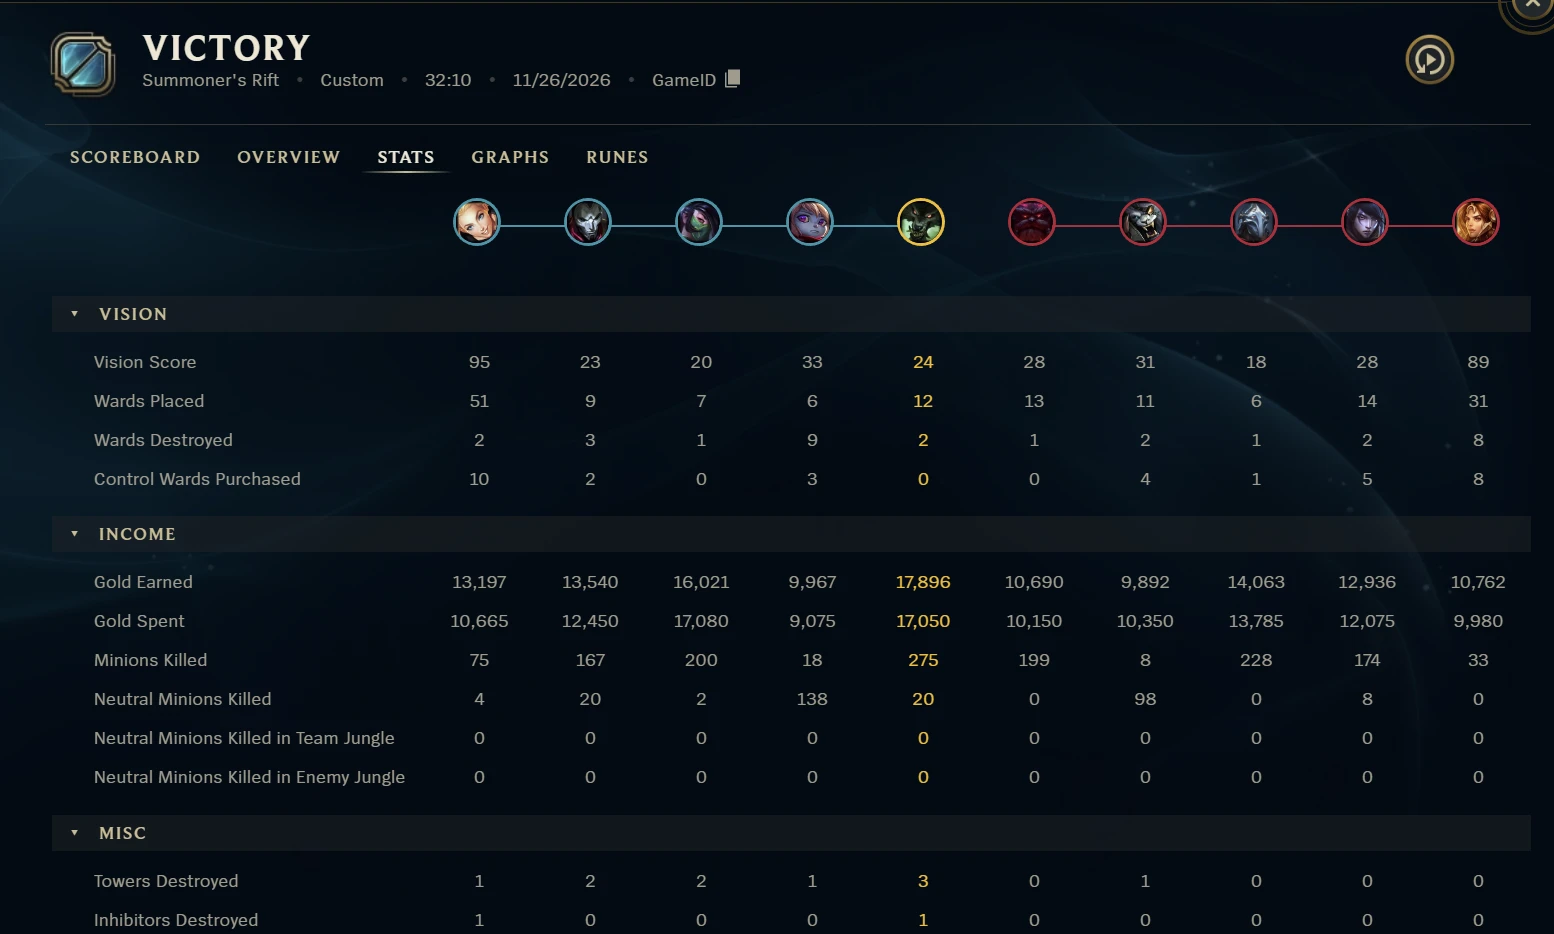 VICTORY
Summoner's Rift • Custom • 32:10 • 11/26/2026 • GameID
SCOREBOARD OVERVIEW STATS GRAPHS RUNES
VISION
Vision Score 95 23 20 33 24 28 31 18 28 89
Wards Placed 51 9 7 6 12 13 11 6 14 31
Wards Destroyed 2 3 1 9 2 1 2 1 2 8
Control Wards Purchased 10 2 0 3 0 0 4 1 5 8
INCOME
Gold Earned 13,197 13,540 16,021 9,967 17,896 10,690 9,892 14,063 12,936 10,762
Gold Spent 10,665 12,450 17,080 9,075 17,050 10,150 10,350 13,785 12,075 9,980
Minions Killed 75 167 200 18 275 199 8 228 174 33
Neutral Minions Killed 4 20 2 138 20 0 98 0 8 0
Neutral Minions Killed in Team Jungle 0 0 0 0 0 0 0 0 0 0
Neutral Minions Killed in Enemy Jungle 0 0 0 0 0 0 0 0 0 0
MISC
Towers Destroyed 1 2 2 1 3 0 1 0 0 0
Inhibitors Destroyed 1 0 0 0 1 0 0 0 0 0